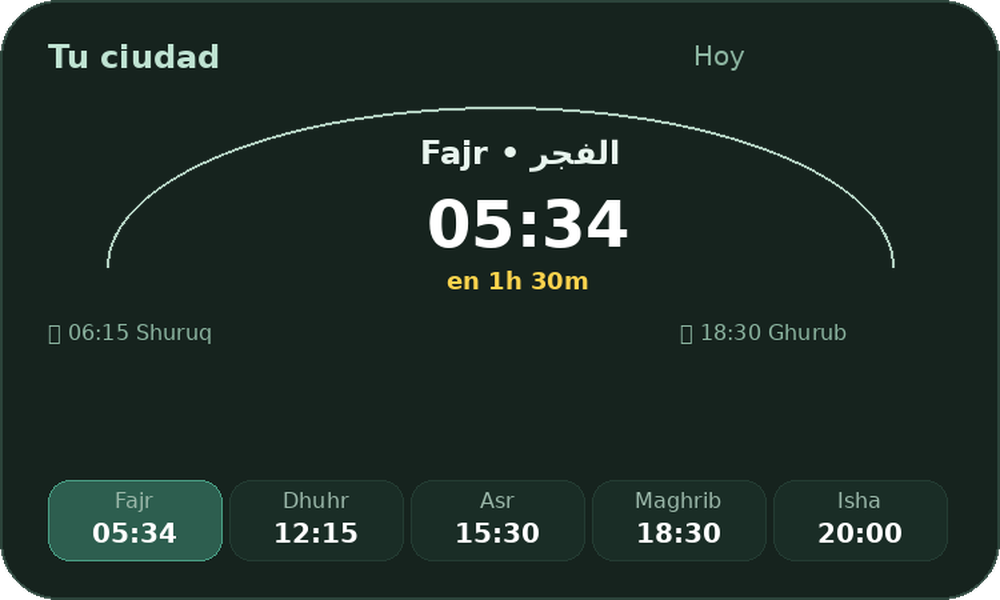 Tu ciudad
Hoy
Fajr • الفجر
05:34
en 1h 30m
06:15 Shuruq
18:30 Ghurub
Fajr
05:34
Dhuhr
12:15
Asr
15:30
Maghrib
18:30
Isha
20:00